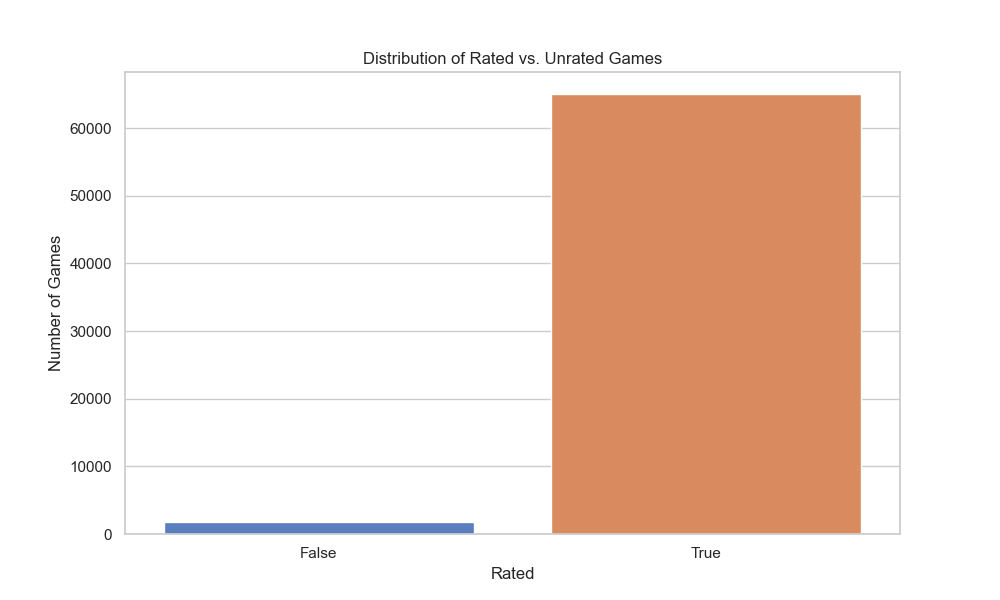 Distribution of Rated vs. Unrated Games
Number of Games
60000
50000
40000
30000
20000
10000
0
False
True
Rated